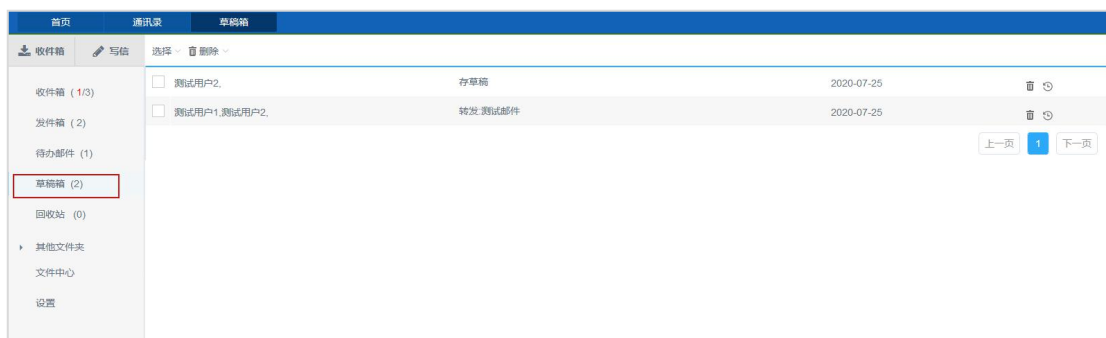 首页 通讯录 草稿箱
收件箱 写信 选择 删除
收件箱 (1/3)
发件箱 (2)
待办邮件 (1)
草稿箱 (2)
回收站 (0)
其他文件夹
文件中心
设置
测试用户2, 存草稿 2020-07-25
测试用户1,测试用户2, 转发:测试邮件 2020-07-25
上一页 1 下一页